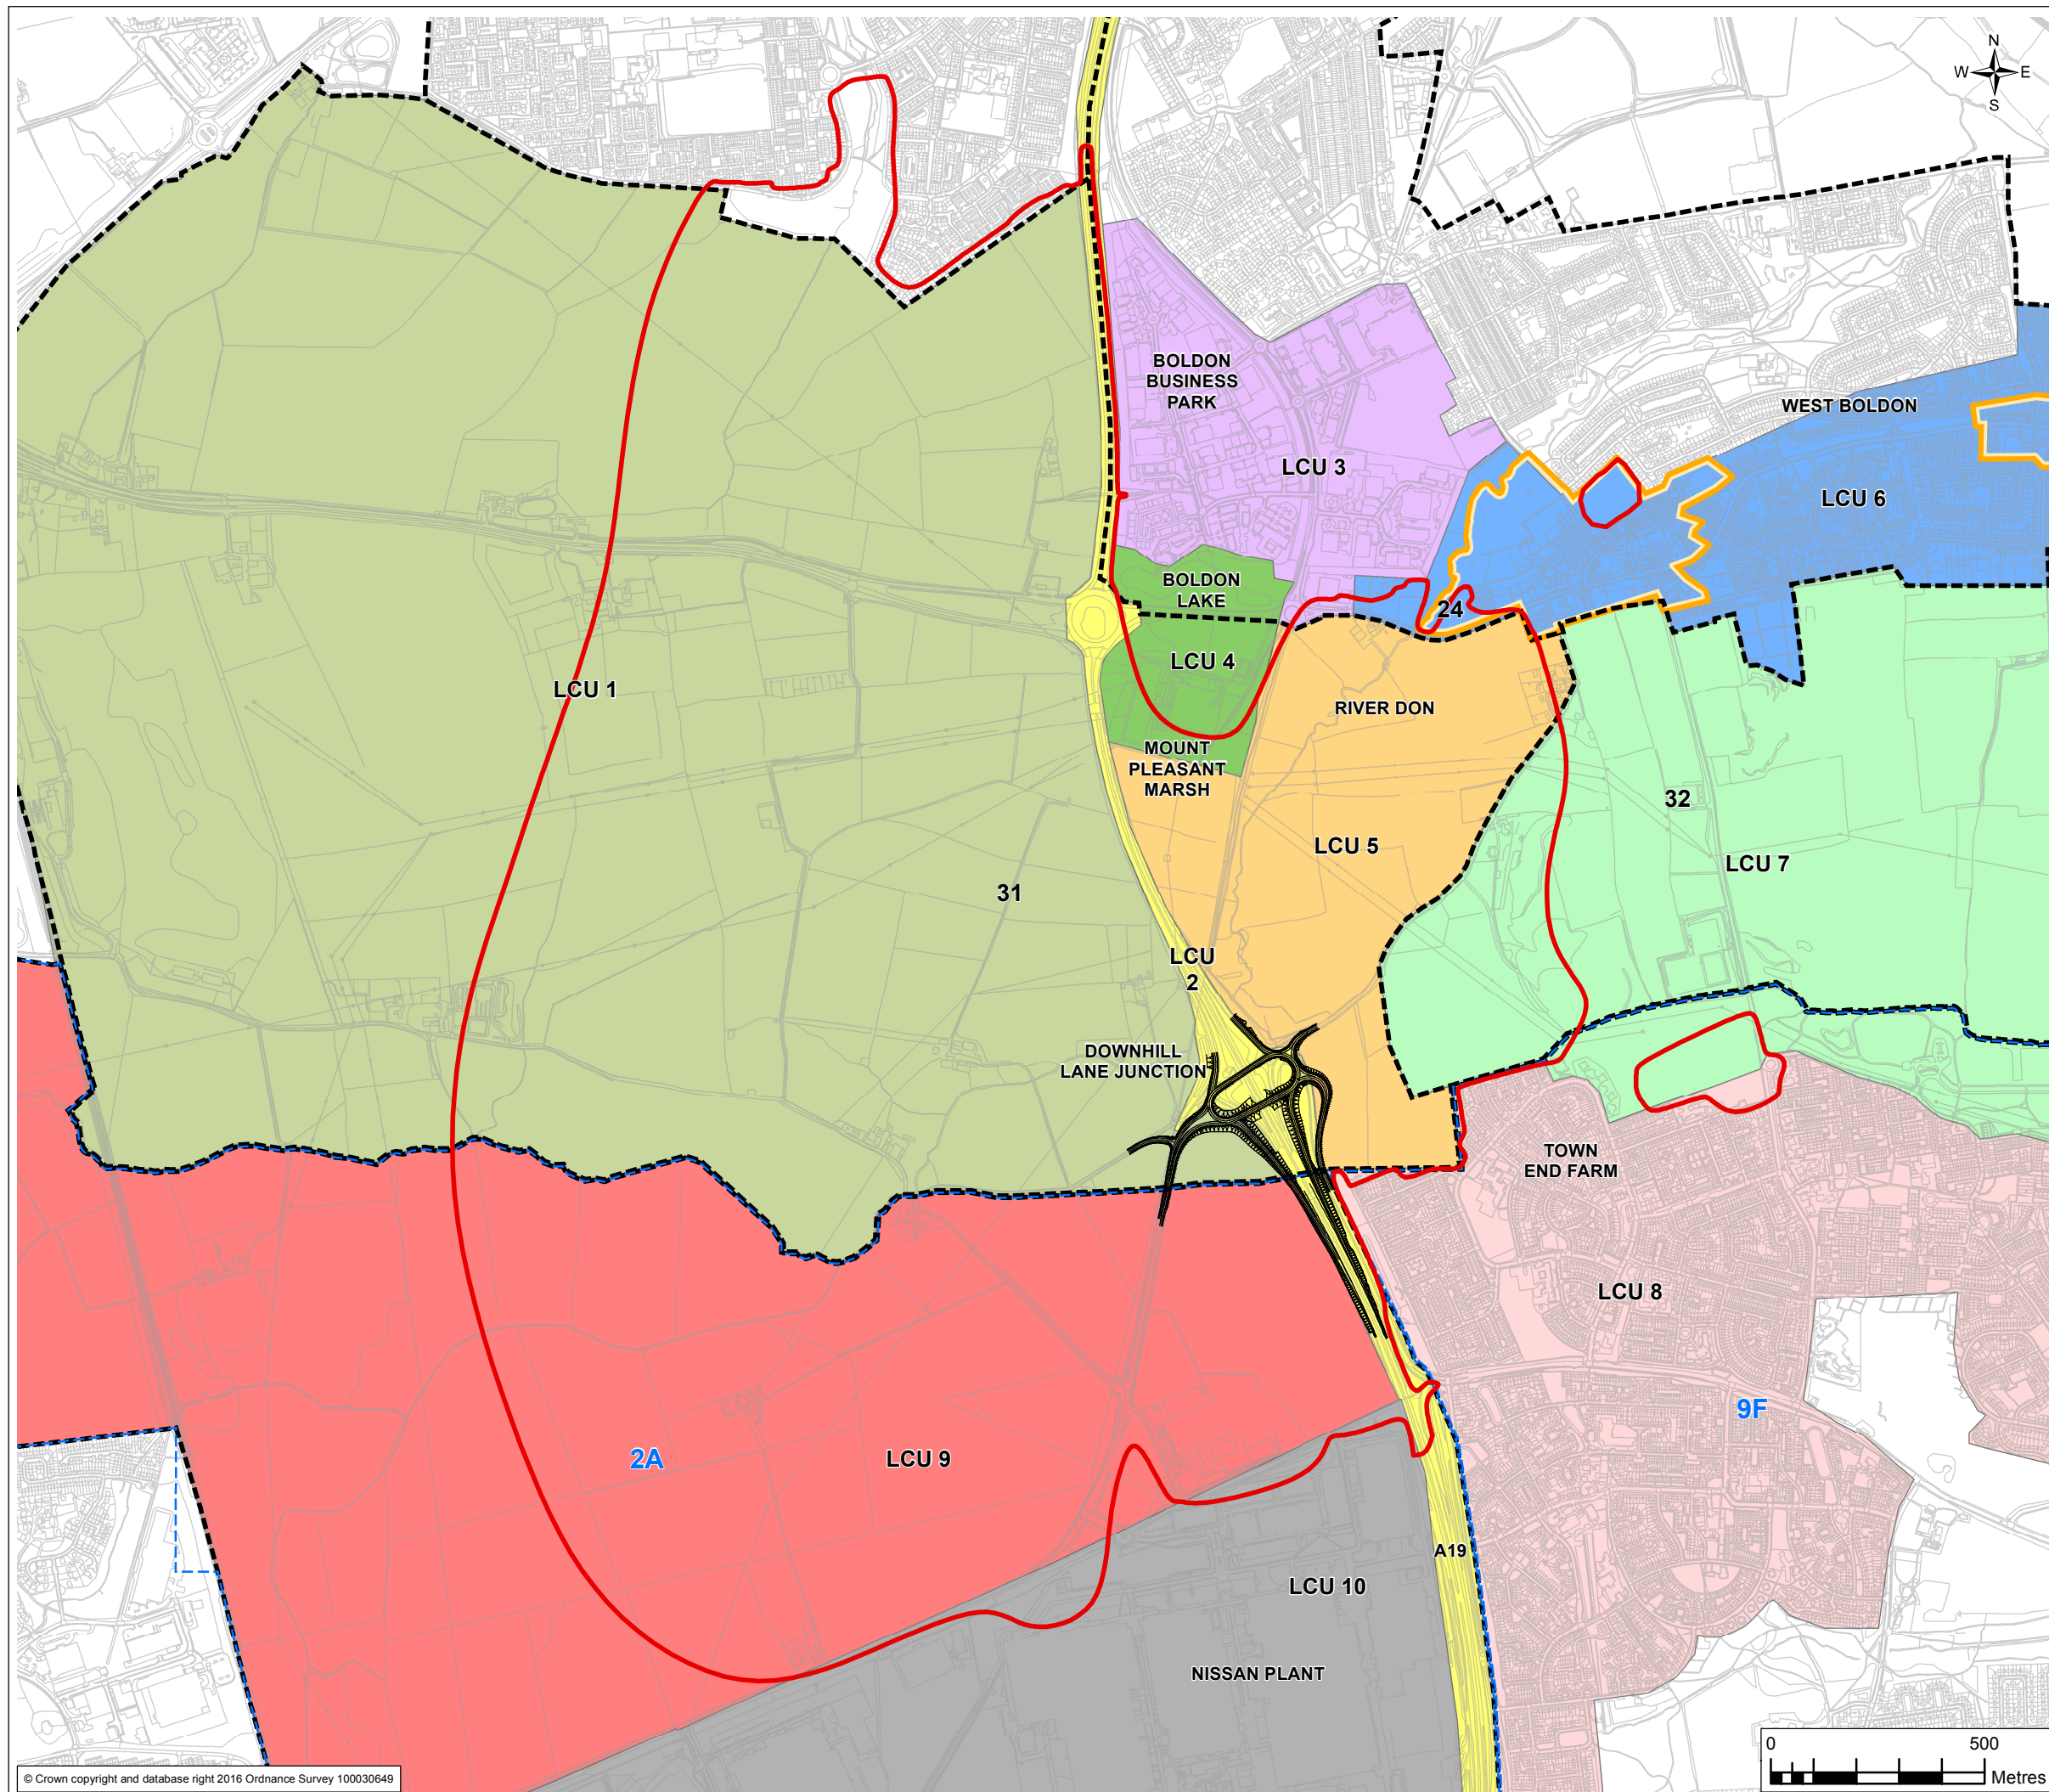 N
W E
S
BOLDON
BUSINESS
PARK
WEST BOLDON
LCU 3
LCU 6
BOLDON
LAKE
24
LCU 4
LCU 1
RIVER DON
MOUNT
PLEASANT
MARSH
32
LCU 5
LCU 7
31
LCU
2
DOWNHILL
LANE JUNCTION
TOWN
END FARM
LCU 8
9F
2A
LCU 9
A19
LCU 10
NISSAN PLANT
0 500
Metres
© Crown copyright and database right 2016 Ordnance Survey 100030649